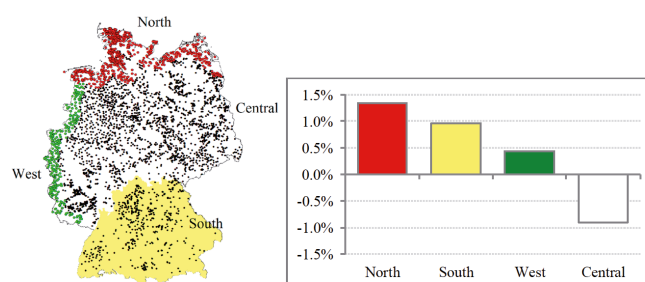 North
Central
West
South
1.5%
1.0%
0.5%
0.0%
-0.5%
-1.0%
-1.5%
North South West Central